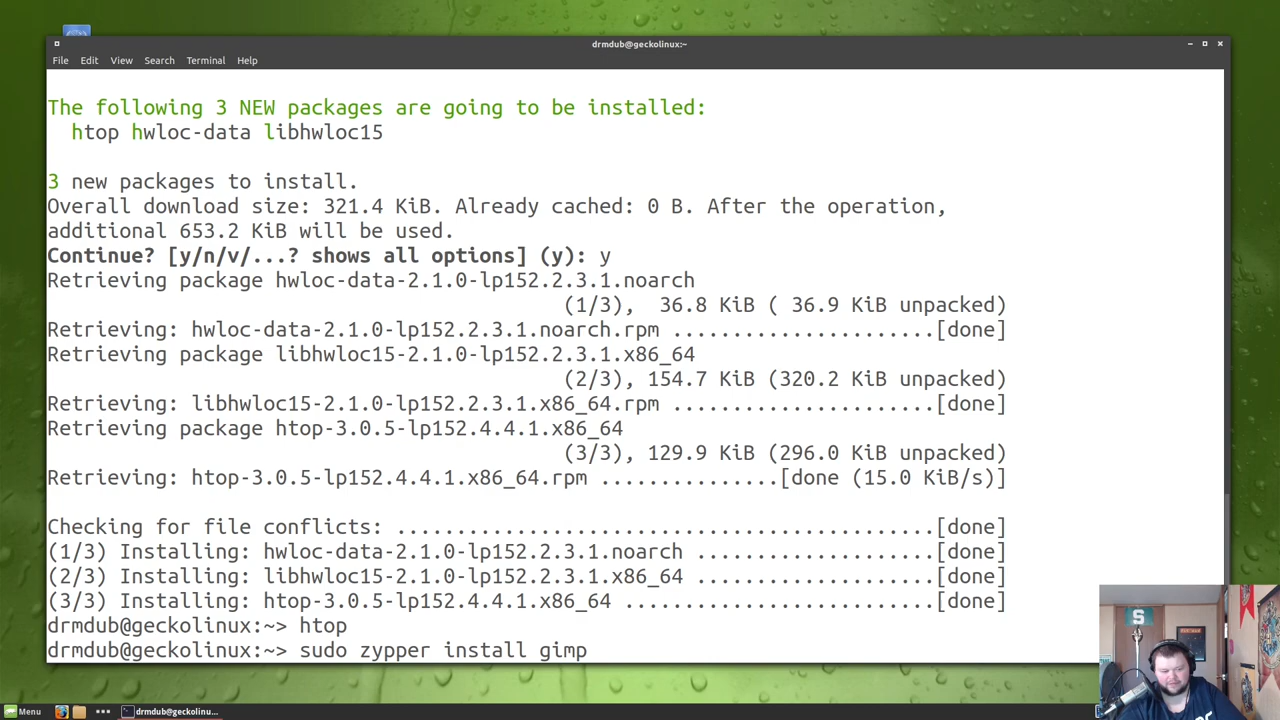 drmdub@geckolinux:~
File Edit View Search Terminal Help
The following 3 NEW packages are going to be installed:
htop hwloc-data libhwloc15
3 new packages to install.
Overall download size: 321.4 KiB. Already cached: 0 B. After the operation,
additional 653.2 KiB will be used.
Continue? [y/n/v/...? shows all options] (y): y
Retrieving package hwloc-data-2.1.0-lp152.2.3.1.noarch
(1/3),  36.8 KiB ( 36.9 KiB unpacked)
Retrieving: hwloc-data-2.1.0-lp152.2.3.1.noarch.rpm ......................[done]
Retrieving package libhwloc15-2.1.0-lp152.2.3.1.x86_64
(2/3), 154.7 KiB (320.2 KiB unpacked)
Retrieving: libhwloc15-2.1.0-lp152.2.3.1.x86_64.rpm ......................[done]
Retrieving package htop-3.0.5-lp152.4.4.1.x86_64
(3/3), 129.9 KiB (296.0 KiB unpacked)
Retrieving: htop-3.0.5-lp152.4.4.1.x86_64.rpm ...............[done (15.0 KiB/s)]
Checking for file conflicts: .............................................[done]
(1/3) Installing: hwloc-data-2.1.0-lp152.2.3.1.noarch ....................[done]
(2/3) Installing: libhwloc15-2.1.0-lp152.2.3.1.x86_64 ....................[done]
(3/3) Installing: htop-3.0.5-lp152.4.4.1.x86_64 ..........................[done]
drmdub@geckolinux:~> htop
drmdub@geckolinux:~> sudo zypper install gimp
S
Menu
drmdub@geckolinu...